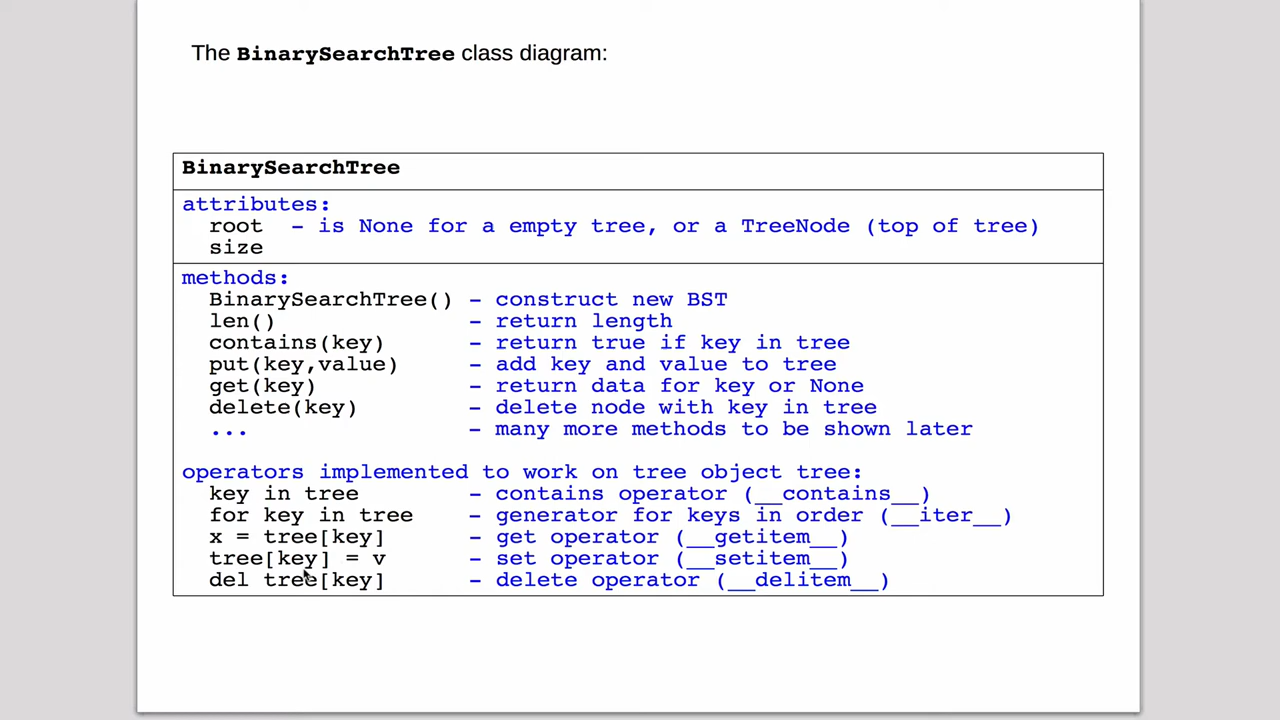 The BinarySearchTree class diagram:
BinarySearchTree
attributes:
root - is None for a empty tree, or a TreeNode (top of tree)
size
methods:
BinarySearchTree() - construct new BST
len() - return length
contains(key) - return true if key in tree
put(key,value) - add key and value to tree
get(key) - return data for key or None
delete(key) - delete node with key in tree
... - many more methods to be shown later
operators implemented to work on tree object tree:
key in tree - contains operator (__contains__)
for key in tree - generator for keys in order (__iter__)
x = tree[key] - get operator (__getitem__)
tree[key] = v - set operator (__setitem__)
del tree[key] - delete operator (__delitem__)